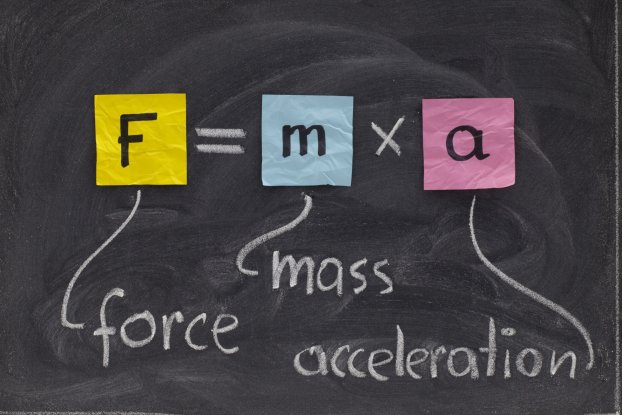 F = m × a
mass
force
acceleration